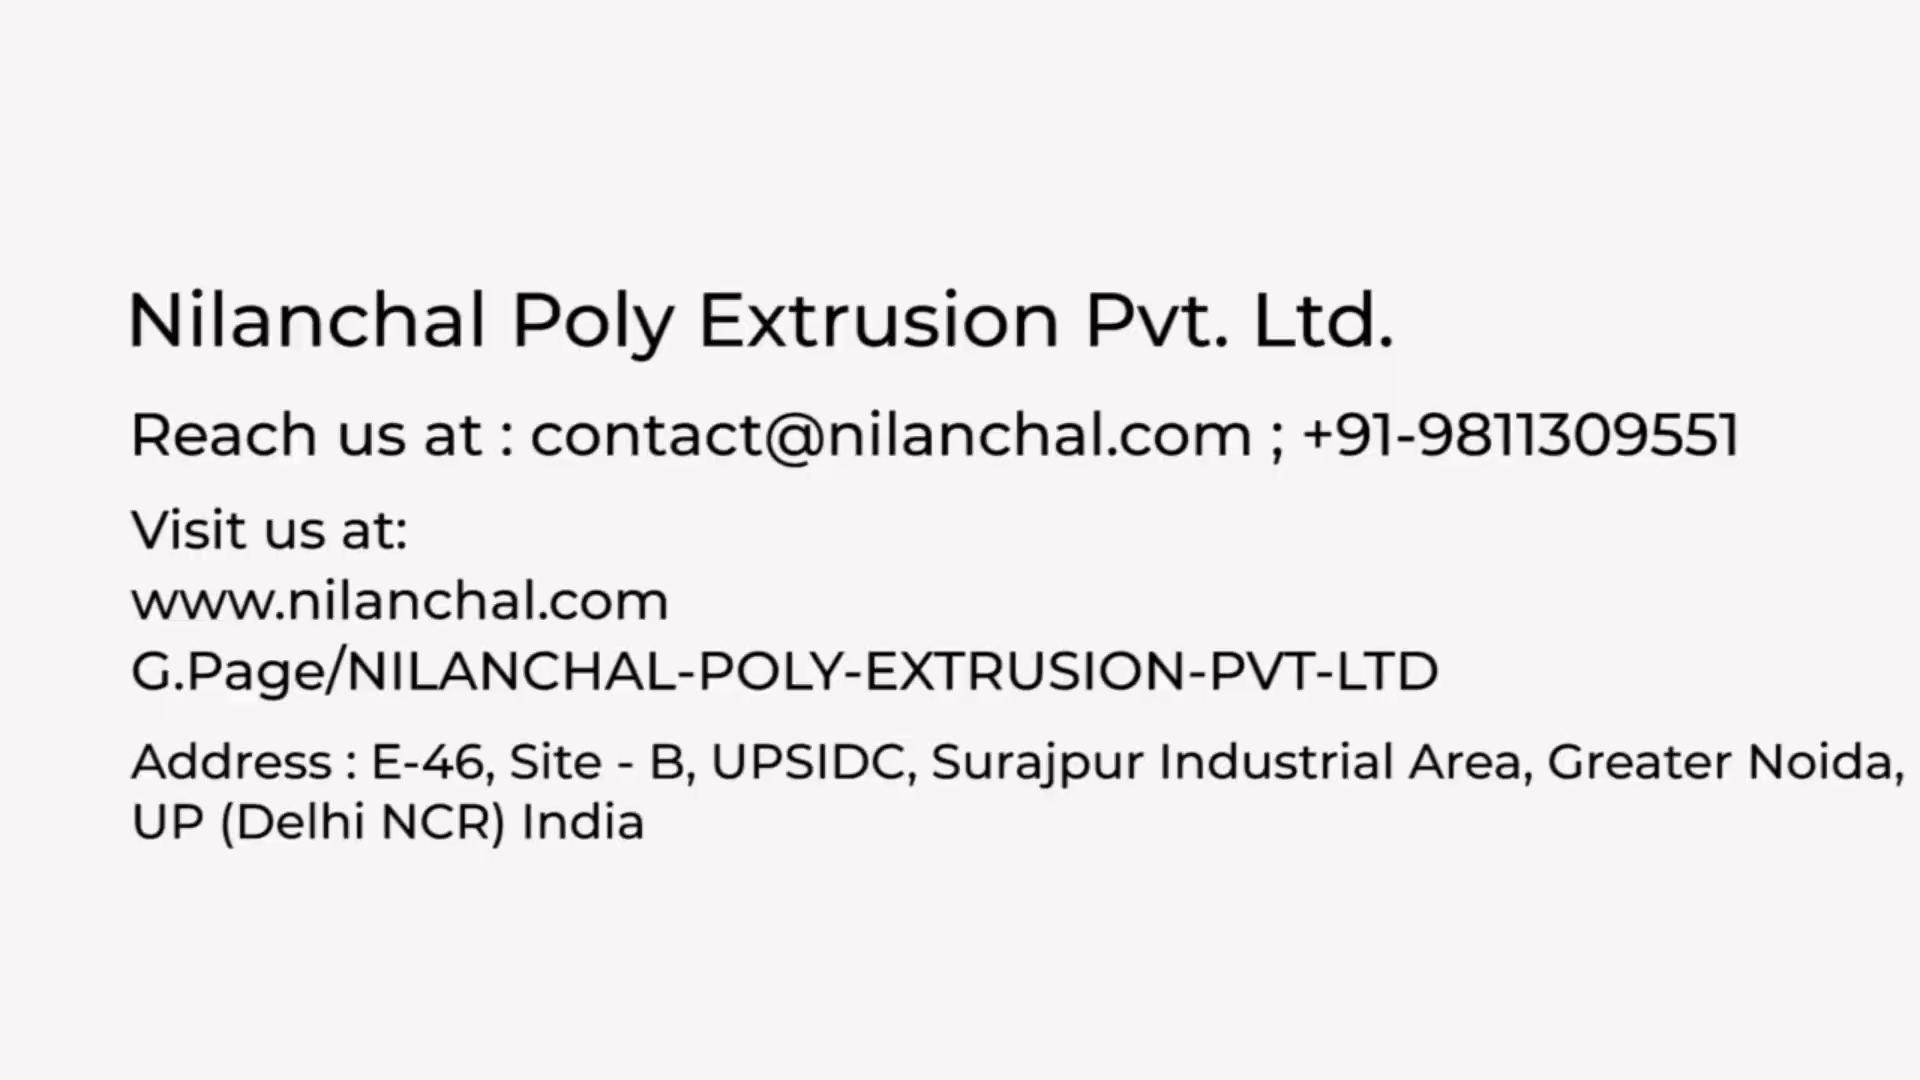 Nilanchal Poly Extrusion Pvt. Ltd.
Reach us at : contact@nilanchal.com ; +91-9811309551
Visit us at:
www.nilanchal.com
G.Page/NILANCHAL-POLY-EXTRUSION-PVT-LTD
Address : E-46, Site - B, UPSIDC, Surajpur Industrial Area, Greater Noida,
UP (Delhi NCR) India